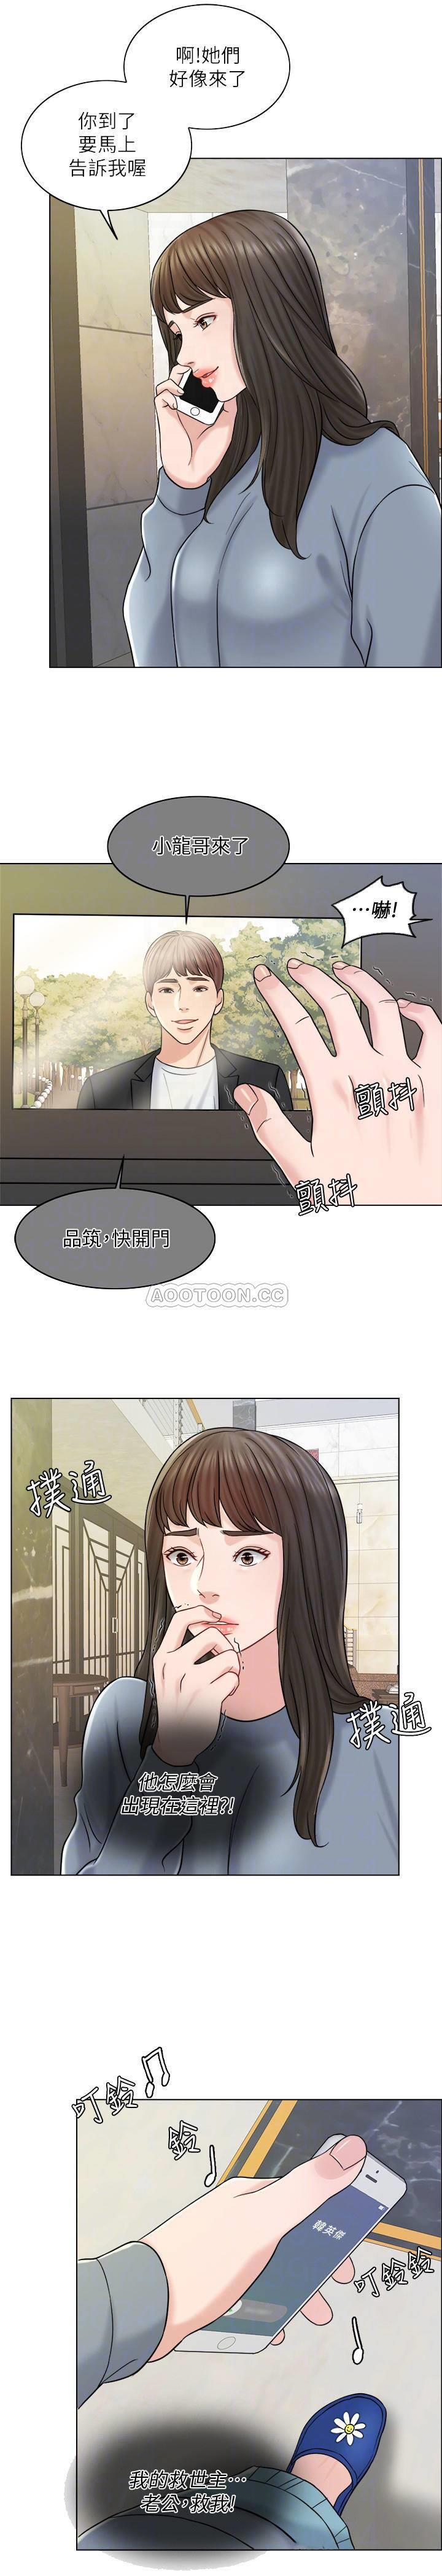 啊!她們
好像來了
你到了
要馬上
告訴我喔
小龍哥來了
…嚇!
顫抖
顫抖
品筑,快開門
AOOTOON.CC
撲通
撲通
他怎麼會
出現在這裡?!
叮鈴
鈴
韓英傑
叮鈴鈴
我的救世主…
老公,救我!